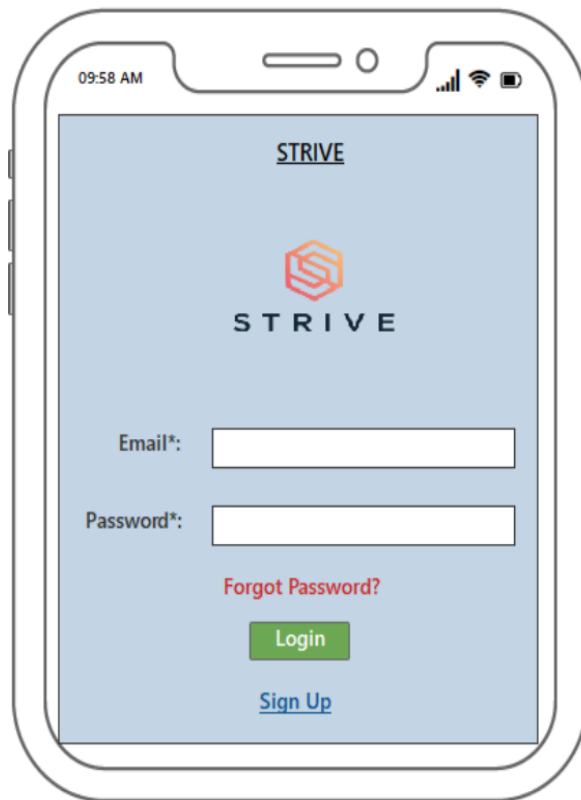 09:58 AM
STRIVE
STRIVE
Email*:
Password*:
Forgot Password?
Login
Sign Up